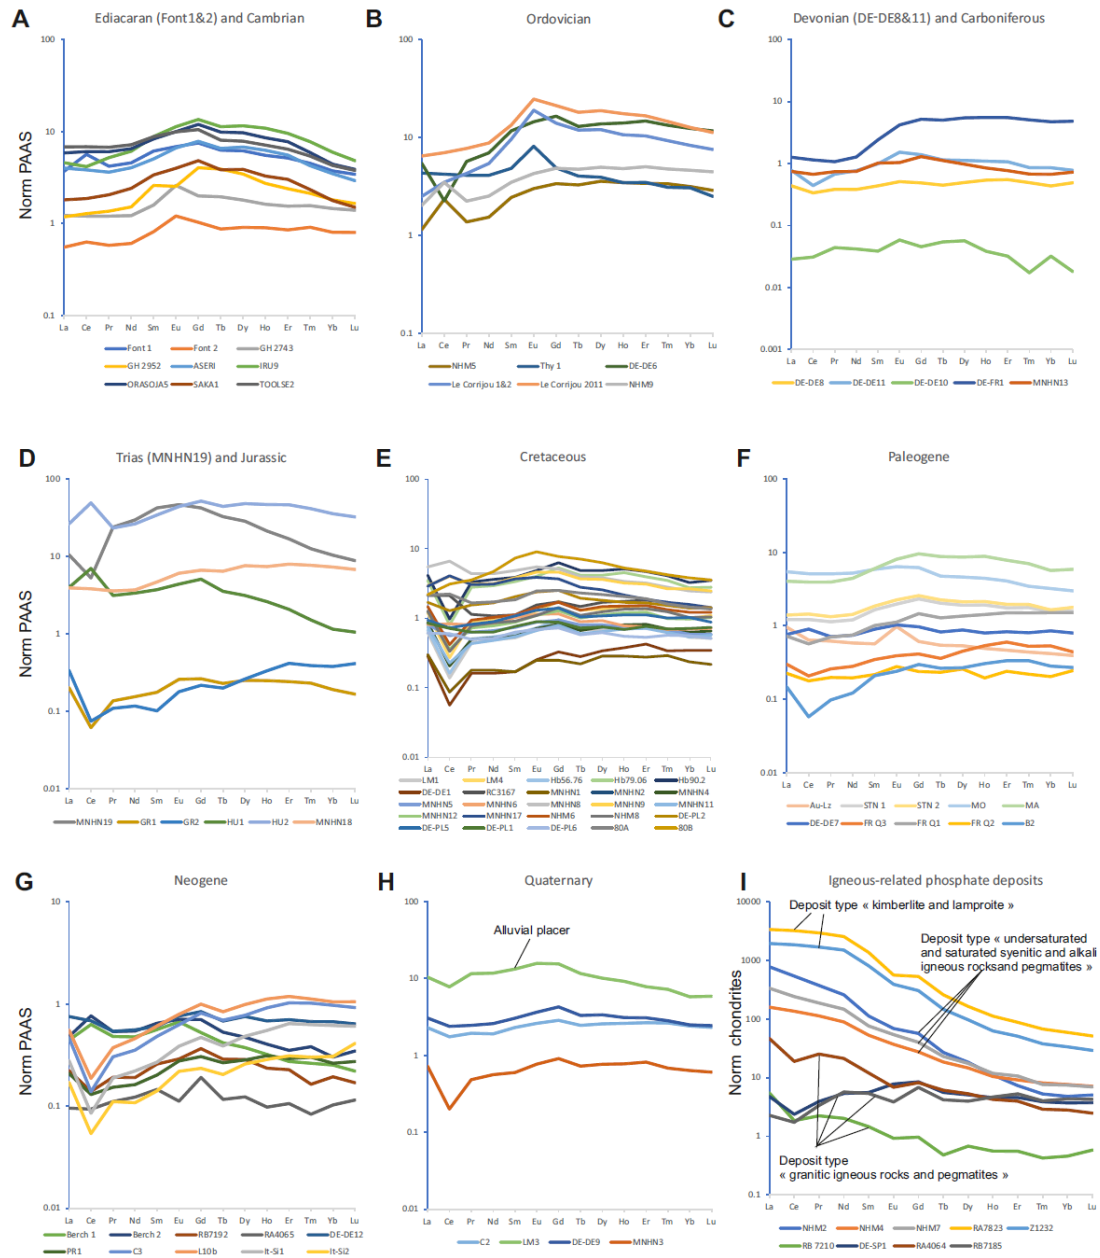 A
Ediacaran (Font1&2) and Cambrian
Norm PAAS
100
10
1
0.1
La Ce Pr Nd Sm Eu Gd Tb Dy Ho Er Tm Yb Lu
Font 1 Font 2 GH 2743
GH 2952 ASERI IRU9
ORASOJA5 SAKA1 TOOLSE2
B
Ordovician
100
10
1
0.1
La Ce Pr Nd Sm Eu Gd Tb Dy Ho Er Tm Yb Lu
NHM5 Thy 1 DE-DE6
Le Corrijou 1&2 Le Corrijou 2011 NHM9
C
Devonian (DE-DE8&11) and Carboniferous
100
10
1
0.1
0.01
0.001
La Ce Pr Nd Sm Eu Gd Tb Dy Ho Er Tm Yb Lu
DE-DE8 DE-DE11 DE-DE10 DE-FR1 MNHN13
D
Trias (MNHN19) and Jurassic
Norm PAAS
100
10
1
0.1
0.01
La Ce Pr Nd Sm Eu Gd Tb Dy Ho Er Tm Yb Lu
MNHN19 GR1 GR2 HU1 HU2 MNHN18
E
Cretaceous
100
10
1
0.1
0.01
La Ce Pr Nd Sm Eu Gd Tb Dy Ho Er Tm Yb Lu
LM1 LM4 Hb56.76 Hb79.06 Hb90.2
DE-DE1 RC3167 MNHN1 MNHN2 MNHN4
MNHN5 MNHN6 MNHN8 MNHN9 MNHN11
MNHN12 MNHN17 NHM6 NHM8 DE-PL2
DE-PL5 DE-PL1 DE-PL6 80A 80B
F
Paleogene
100
10
1
0.1
0.01
La Ce Pr Nd Sm Eu Gd Tb Dy Ho Er Tm Yb Lu
Au-Lz STN 1 STN 2 MO MA
DE-DE7 FR Q3 FR Q1 FR Q2 B2
G
Neogene
Norm PAAS
10
1
0.1
0.01
La Ce Pr Nd Sm Eu Gd Tb Dy Ho Er Tm Yb Lu
Berch 1 Berch 2 RB7192 RA4065 DE-DE12
PR1 C3 L10b It-Si1 It-Si2
H
Quaternary
100
10
1
0.1
0.01
Alluvial placer
La Ce Pr Nd Sm Eu Gd Tb Dy Ho Er Tm Yb Lu
C2 LM3 DE-DE9 MNHN3
I
Igneous-related phosphate deposits
Norm chondrites
10000
1000
100
10
1
0.1
Deposit type « kimberlite and lamproite »
Deposit type « undersaturated
and saturated syenitic and alkali
igneous rocksand pegmatites »
Deposit type
« granitic igneous rocks and pegmatites »
La Ce Pr Nd Sm Eu Gd Tb Dy Ho Er Tm Yb Lu
NHM2 NHM4 NHM7 RA7823 Z1232
RB 7210 DE-SP1 RA4064 RB7185